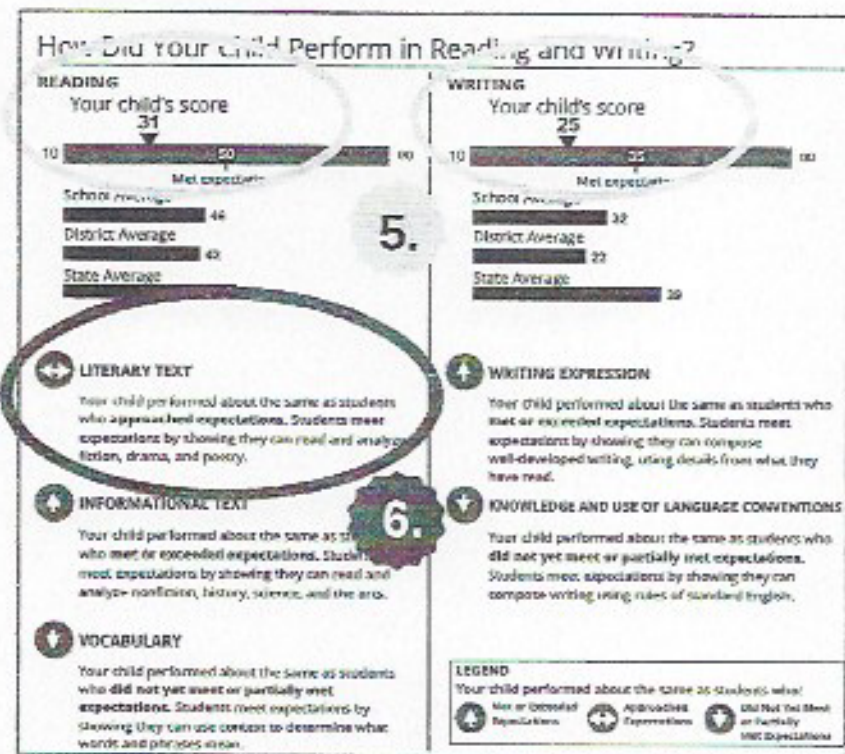 How Did Your Child Perform in Reading and Writing?
READING
Your child's score
31
10 50 90
Met expectati
School Average
46
District Average
42
State Average
LITERARY TEXT
Your child performed about the same as students
who approached expectations. Students meet
expectations by showing they can read and analyze
fiction, drama, and poetry.
INFORMATIONAL TEXT
Your child performed about the same as st
who met or exceeded expectations. Studen
meet expectations by showing they can read and
analyze nonfiction, history, science, and the arts.
VOCABULARY
Your child performed about the same as students
who did not yet meet or partially met
expectations. Students meet expectations by
showing they can use context to determine what
words and phrases mean.
5.
6.
WRITING
Your child's score
25
10 35 60
Met expectati
School Average
32
District Average
22
State Average
39
WRITING EXPRESSION
Your child performed about the same as students who
met or exceeded expectations. Students meet
expectations by showing they can compose
well-developed writing, using details from what they
have read.
KNOWLEDGE AND USE OF LANGUAGE CONVENTIONS
Your child performed about the same as students who
did not yet meet or partially met expectations.
Students meet expectations by showing they can
compose writing using rules of standard English.
LEGEND
Your child performed about the same as students who:
Met or Exceeded
Expectations
Approached
Expectations
Did Not Yet Meet
or Partially
Met Expectations